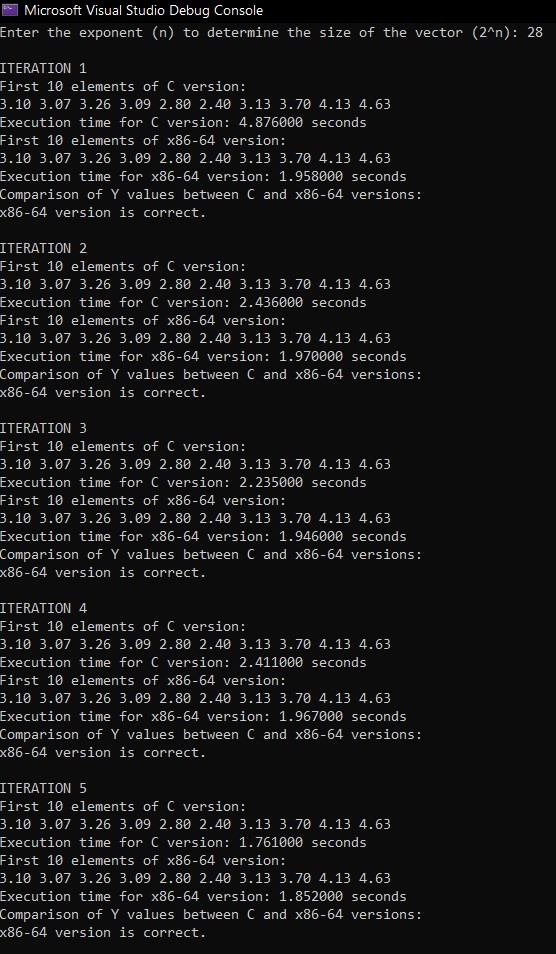 Microsoft Visual Studio Debug Console
Enter the exponent (n) to determine the size of the vector (2^n): 28
ITERATION 1
First 10 elements of C version:
3.10 3.07 3.26 3.09 2.80 2.40 3.13 3.70 4.13 4.63
Execution time for C version: 4.876000 seconds
First 10 elements of x86-64 version:
3.10 3.07 3.26 3.09 2.80 2.40 3.13 3.70 4.13 4.63
Execution time for x86-64 version: 1.958000 seconds
Comparison of Y values between C and x86-64 versions:
x86-64 version is correct.
ITERATION 2
First 10 elements of C version:
3.10 3.07 3.26 3.09 2.80 2.40 3.13 3.70 4.13 4.63
Execution time for C version: 2.436000 seconds
First 10 elements of x86-64 version:
3.10 3.07 3.26 3.09 2.80 2.40 3.13 3.70 4.13 4.63
Execution time for x86-64 version: 1.970000 seconds
Comparison of Y values between C and x86-64 versions:
x86-64 version is correct.
ITERATION 3
First 10 elements of C version:
3.10 3.07 3.26 3.09 2.80 2.40 3.13 3.70 4.13 4.63
Execution time for C version: 2.235000 seconds
First 10 elements of x86-64 version:
3.10 3.07 3.26 3.09 2.80 2.40 3.13 3.70 4.13 4.63
Execution time for x86-64 version: 1.946000 seconds
Comparison of Y values between C and x86-64 versions:
x86-64 version is correct.
ITERATION 4
First 10 elements of C version:
3.10 3.07 3.26 3.09 2.80 2.40 3.13 3.70 4.13 4.63
Execution time for C version: 2.411000 seconds
First 10 elements of x86-64 version:
3.10 3.07 3.26 3.09 2.80 2.40 3.13 3.70 4.13 4.63
Execution time for x86-64 version: 1.967000 seconds
Comparison of Y values between C and x86-64 versions:
x86-64 version is correct.
ITERATION 5
First 10 elements of C version:
3.10 3.07 3.26 3.09 2.80 2.40 3.13 3.70 4.13 4.63
Execution time for C version: 1.761000 seconds
First 10 elements of x86-64 version:
3.10 3.07 3.26 3.09 2.80 2.40 3.13 3.70 4.13 4.63
Execution time for x86-64 version: 1.852000 seconds
Comparison of Y values between C and x86-64 versions:
x86-64 version is correct.